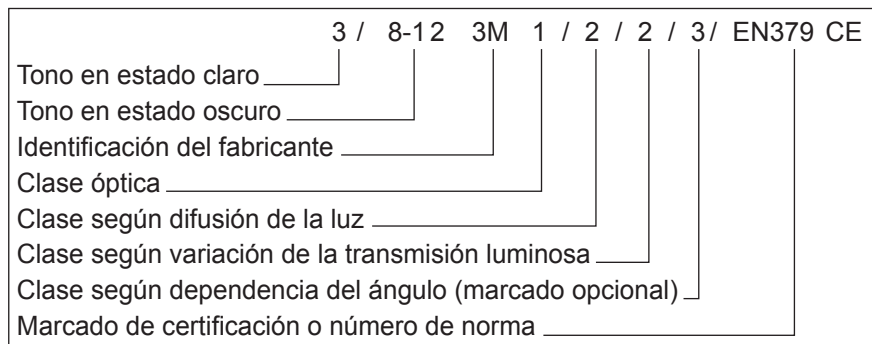 3 / 8-12 3M 1 / 2 / 2 / 3 / EN379 CE
Tono en estado claro
Tono en estado oscuro
Identificación del fabricante
Clase óptica
Clase según difusión de la luz
Clase según variación de la transmisión luminosa
Clase según dependencia del ángulo (marcado opcional)
Marcado de certificación o número de norma